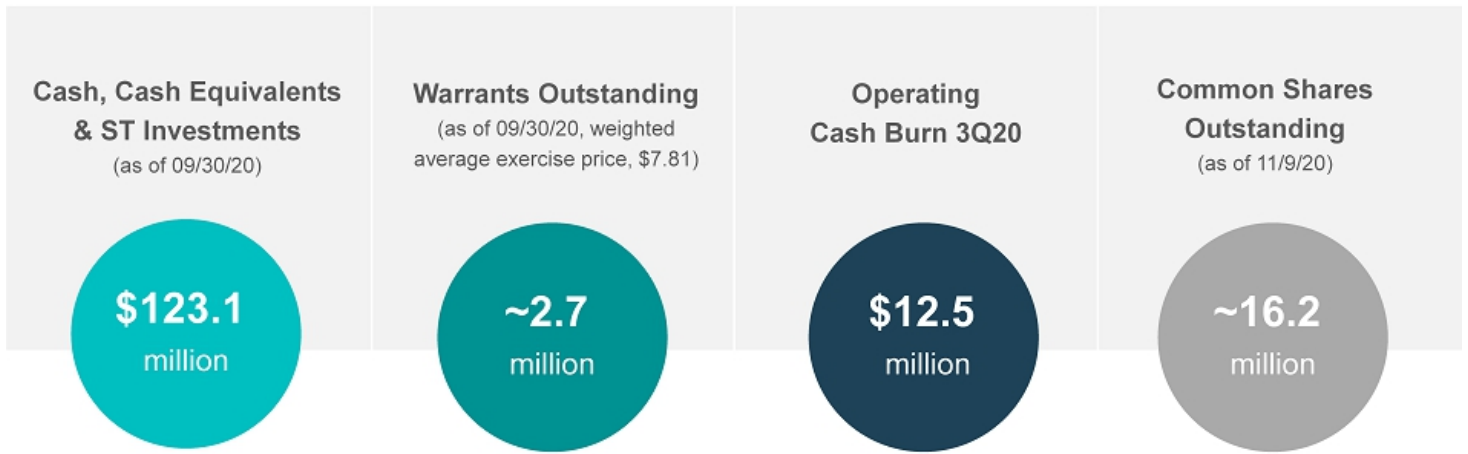 Cash, Cash Equivalents
& ST Investments
(as of 09/30/20)
$123.1
million
Warrants Outstanding
(as of 09/30/20, weighted
average exercise price, $7.81)
~2.7
million
Operating
Cash Burn 3Q20
$12.5
million
Common Shares
Outstanding
(as of 11/9/20)
~16.2
million